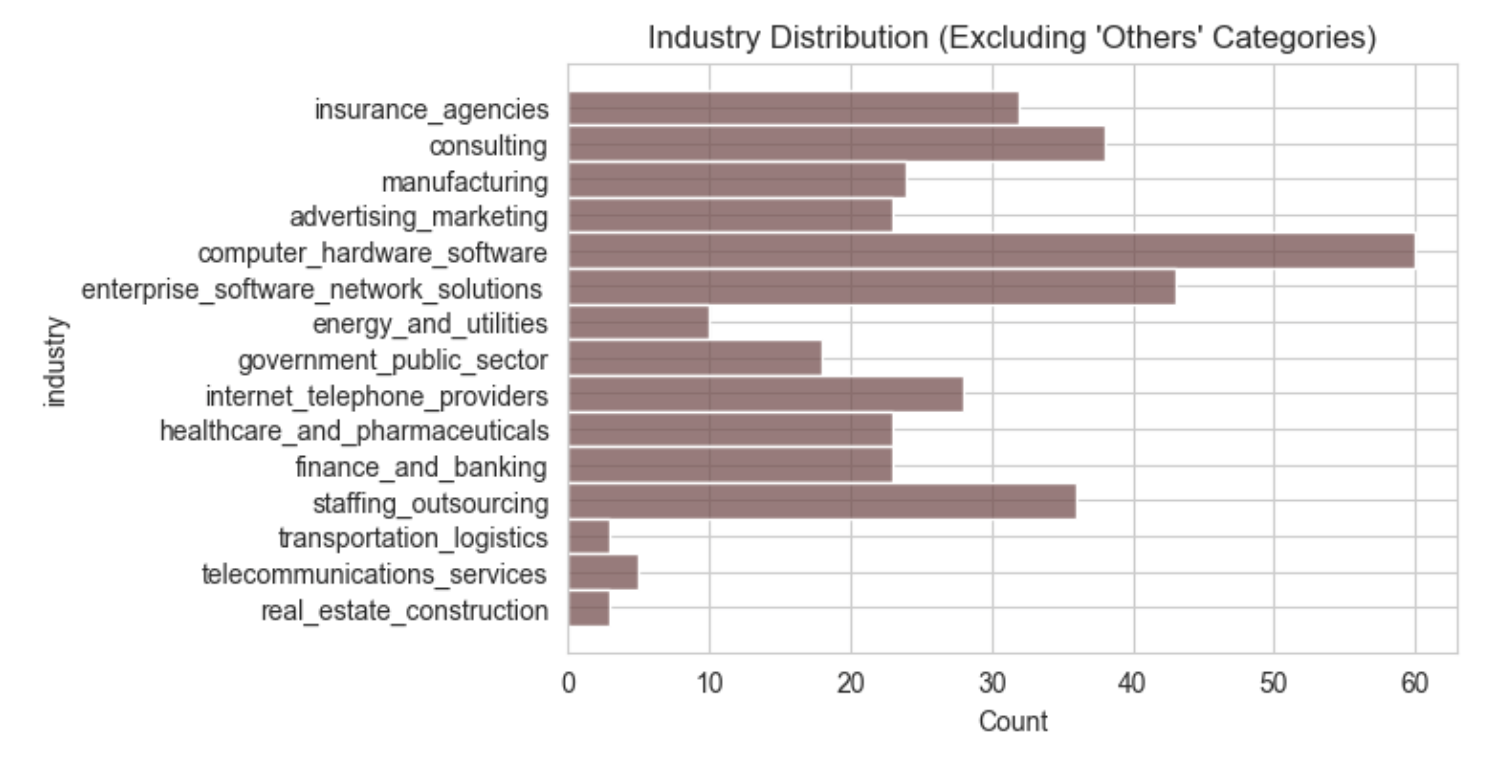 Industry Distribution (Excluding 'Others' Categories)
insurance_agencies
consulting
manufacturing
advertising_marketing
computer_hardware_software
enterprise_software_network_solutions
energy_and_utilities
government_public_sector
internet_telephone_providers
healthcare_and_pharmaceuticals
finance_and_banking
staffing_outsourcing
transportation_logistics
telecommunications_services
real_estate_construction
industry
0 10 20 30 40 50 60
Count